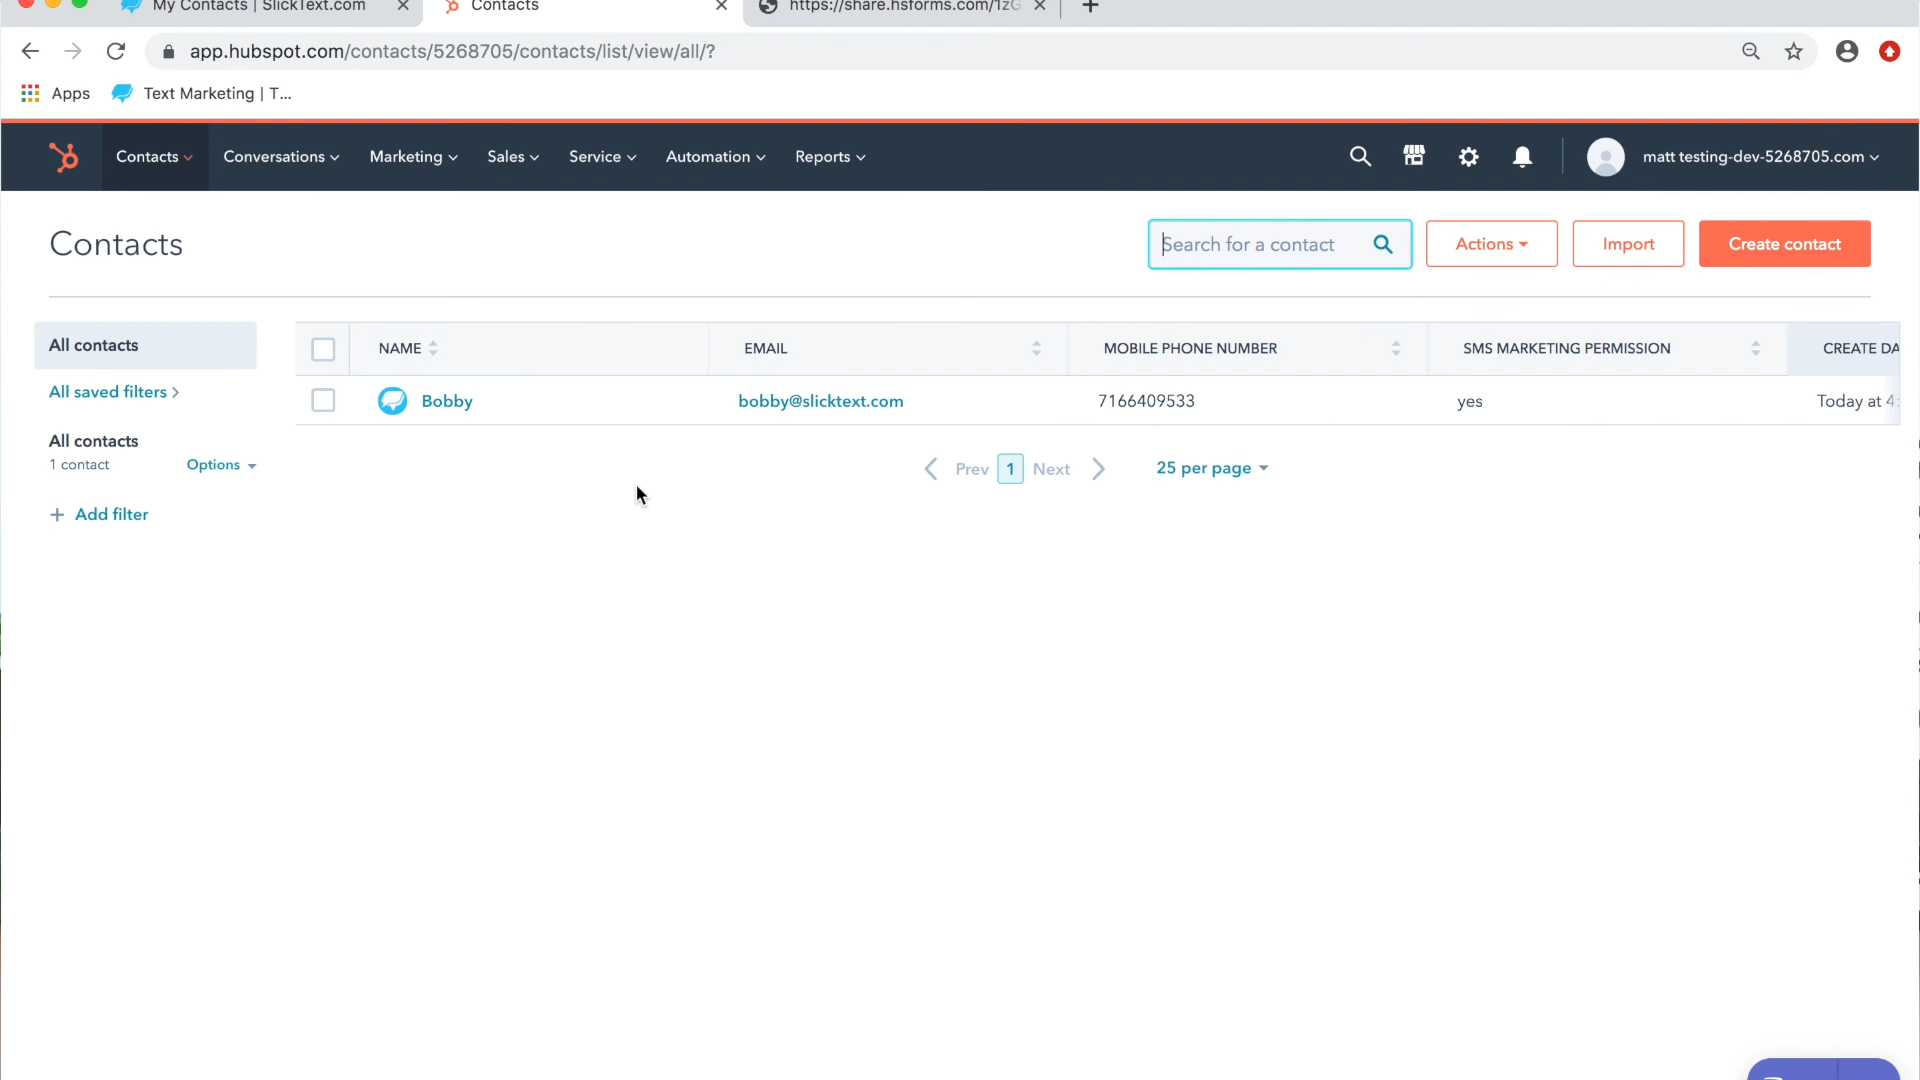 My Contacts | SlickText.com
Contacts
https://share.hsforms.com/1zG
app.hubspot.com/contacts/5268705/contacts/list/view/all/?
Apps
Text Marketing | T...
Contacts
Conversations
Marketing
Sales
Service
Automation
Reports
matt testing-dev-5268705.com
Contacts
Search for a contact
Actions
Import
Create contact
All contacts
All saved filters
All contacts
1 contact
Options
+ Add filter
NAME
EMAIL
MOBILE PHONE NUMBER
SMS MARKETING PERMISSION
CREATE DA
Bobby
bobby@slicktext.com
7166409533
yes
Today at 4:
Prev
1
Next
25 per page